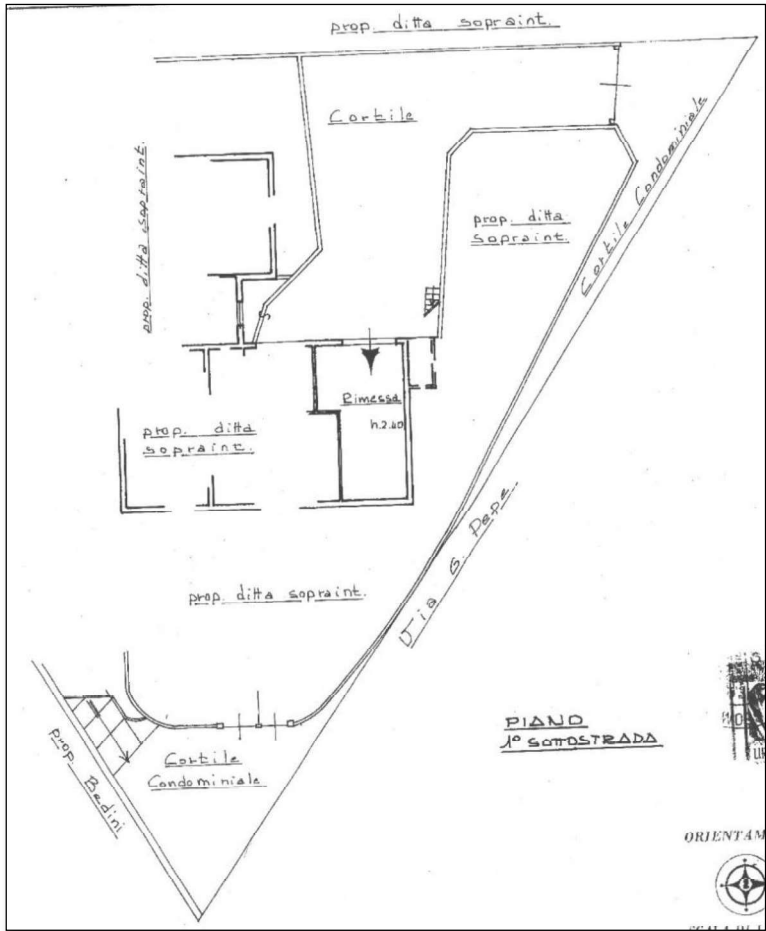 prop. ditta sopraint.
Cortile
prop. ditta sopraint.
Cortile Condominiale
prop. ditta
sopraint.
Rimessa
h.2.40
prop. ditta
sopraint.
prop. ditta sopraint.
Via G. Pepe
Cortile
Condominiale
prop. Bedini
PIANO
1° SOTTOSTRADA
ORIENTAM